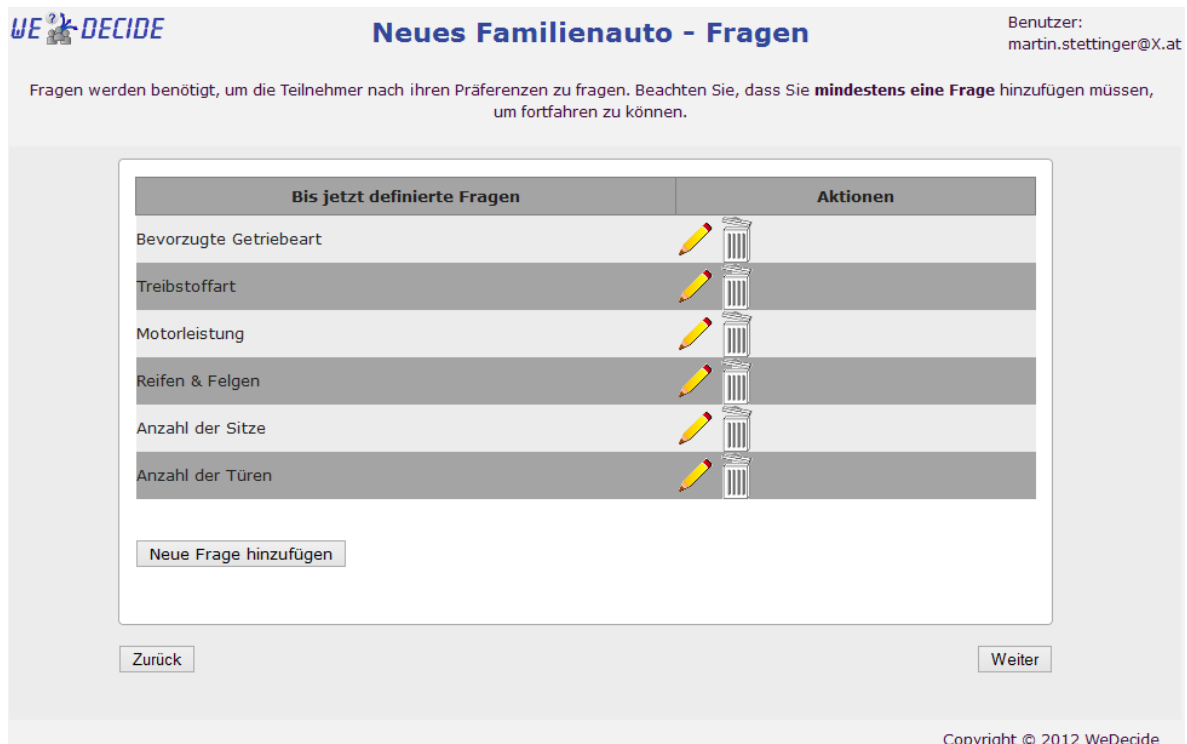 WE DECIDE
Neues Familienauto - Fragen
Benutzer:
martin.stettinger@X.at
Fragen werden benötigt, um die Teilnehmer nach ihren Präferenzen zu fragen. Beachten Sie, dass Sie mindestens eine Frage hinzufügen müssen,
um fortfahren zu können.
Bis jetzt definierte Fragen
Aktionen
Bevorzugte Getriebeart
Treibstoffart
Motorleistung
Reifen & Felgen
Anzahl der Sitze
Anzahl der Türen
Neue Frage hinzufügen
Zurück
Weiter
Copyright © 2012 WeDecide